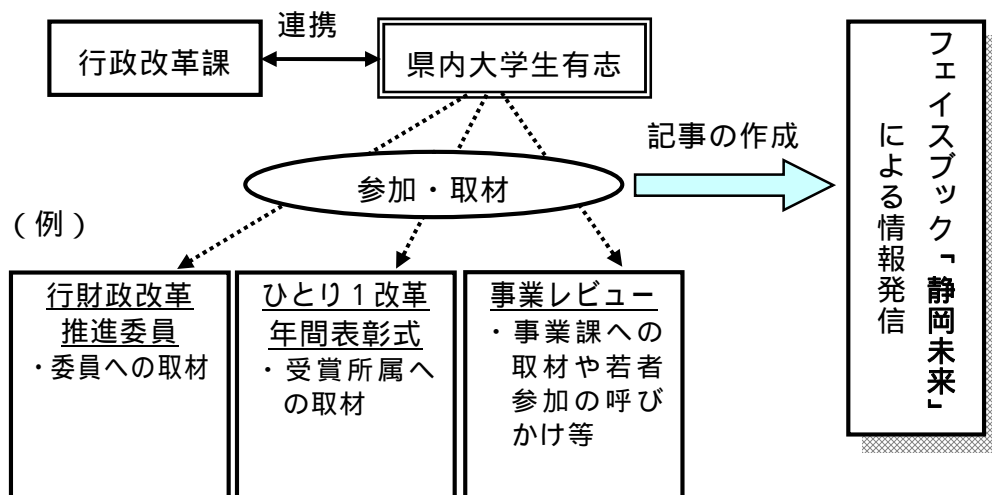 連携
行政改革課
県内大学生有志
記事の作成
参加・取材
(例)
行財政改革
推進委員
・委員への取材
ひとり1改革
年間表彰式
・受賞所属へ
の取材
事業レビュー
・事業課への
取材や若者
参加の呼び
かけ等
フェイスブック「静岡未来」
による情報発信